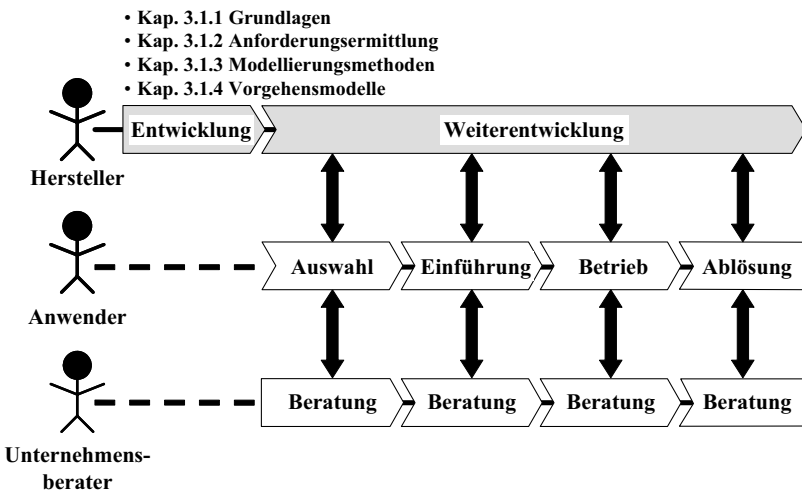 • Kap. 3.1.1 Grundlagen
• Kap. 3.1.2 Anforderungsermittlung
• Kap. 3.1.3 Modellierungsmethoden
• Kap. 3.1.4 Vorgehensmodelle
Entwicklung
Weiterentwicklung
Hersteller
Auswahl
Einführung
Betrieb
Ablösung
Anwender
Beratung
Beratung
Beratung
Beratung
Unternehmens-
berater